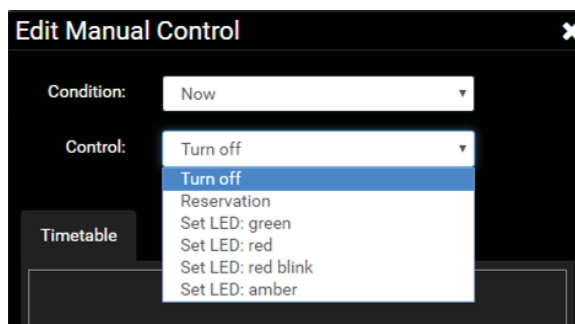 Edit Manual Control
Condition: Now
Control: Turn off
Turn off
Reservation
Set LED: green
Set LED: red
Set LED: red blink
Set LED: amber
Timetable